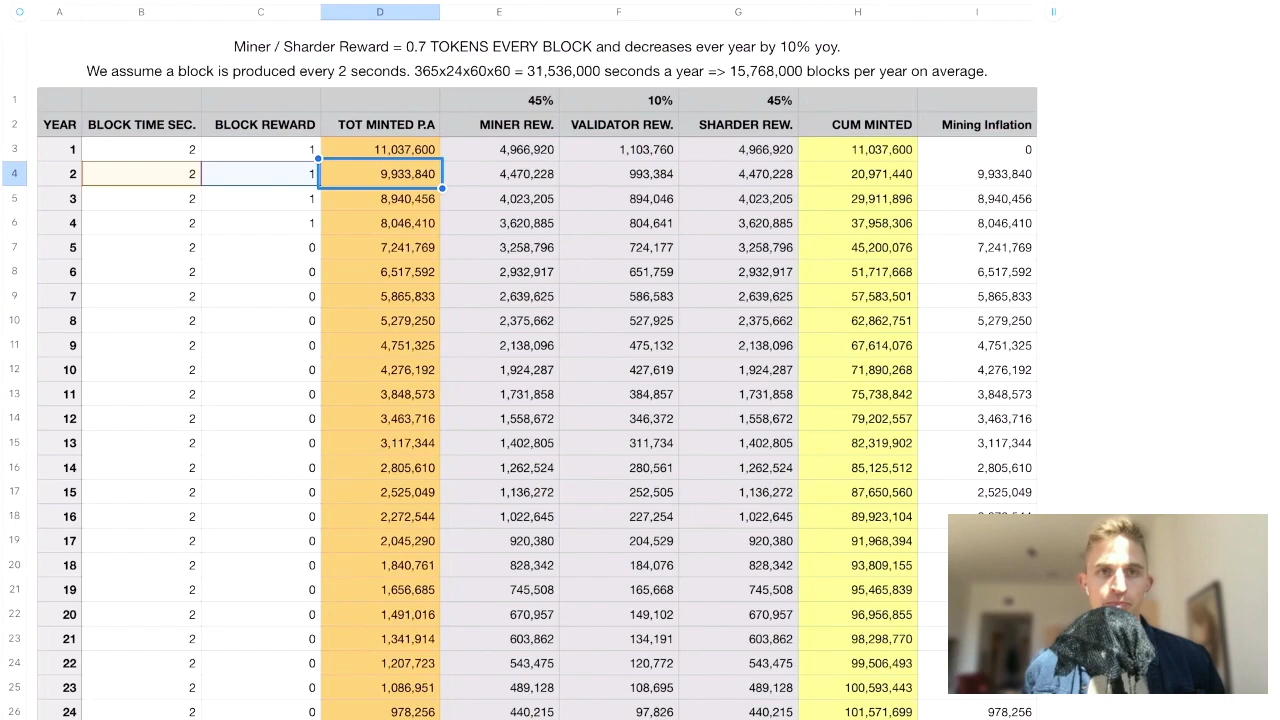 A B C D E F G H I
Miner / Sharder Reward = 0.7 TOKENS EVERY BLOCK and decreases ever year by 10% yoy.
We assume a block is produced every 2 seconds. 365x24x60x60 = 31,536,000 seconds a year => 15,768,000 blocks per year on average.
1 45% 10% 45%
2 YEAR BLOCK TIME SEC. BLOCK REWARD TOT MINTED P.A MINER REW. VALIDATOR REW. SHARDER REW. CUM MINTED Mining Inflation
3 1 2 1 11,037,600 4,966,920 1,103,760 4,966,920 11,037,600 0
4 2 2 1 9,933,840 4,470,228 993,384 4,470,228 20,971,440 9,933,840
5 3 2 1 8,940,456 4,023,205 894,046 4,023,205 29,911,896 8,940,456
6 4 2 1 8,046,410 3,620,885 804,641 3,620,885 37,958,306 8,046,410
7 5 2 0 7,241,769 3,258,796 724,177 3,258,796 45,200,076 7,241,769
8 6 2 0 6,517,592 2,932,917 651,759 2,932,917 51,717,668 6,517,592
9 7 2 0 5,865,833 2,639,625 586,583 2,639,625 57,583,501 5,865,833
10 8 2 0 5,279,250 2,375,662 527,925 2,375,662 62,862,751 5,279,250
11 9 2 0 4,751,325 2,138,096 475,132 2,138,096 67,614,076 4,751,325
12 10 2 0 4,276,192 1,924,287 427,619 1,924,287 71,890,268 4,276,192
13 11 2 0 3,848,573 1,731,858 384,857 1,731,858 75,738,842 3,848,573
14 12 2 0 3,463,716 1,558,672 346,372 1,558,672 79,202,557 3,463,716
15 13 2 0 3,117,344 1,402,805 311,734 1,402,805 82,319,902 3,117,344
16 14 2 0 2,805,610 1,262,524 280,561 1,262,524 85,125,512 2,805,610
17 15 2 0 2,525,049 1,136,272 252,505 1,136,272 87,650,560 2,525,049
18 16 2 0 2,272,544 1,022,645 227,254 1,022,645 89,923,104
19 17 2 0 2,045,290 920,380 204,529 920,380 91,968,394
20 18 2 0 1,840,761 828,342 184,076 828,342 93,809,155
21 19 2 0 1,656,685 745,508 165,668 745,508 95,465,839
22 20 2 0 1,491,016 670,957 149,102 670,957 96,956,855
23 21 2 0 1,341,914 603,862 134,191 603,862 98,298,770
24 22 2 0 1,207,723 543,475 120,772 543,475 99,506,493
25 23 2 0 1,086,951 489,128 108,695 489,128 100,593,443
26 24 2 0 978,256 440,215 97,826 440,215 101,571,699 978,256